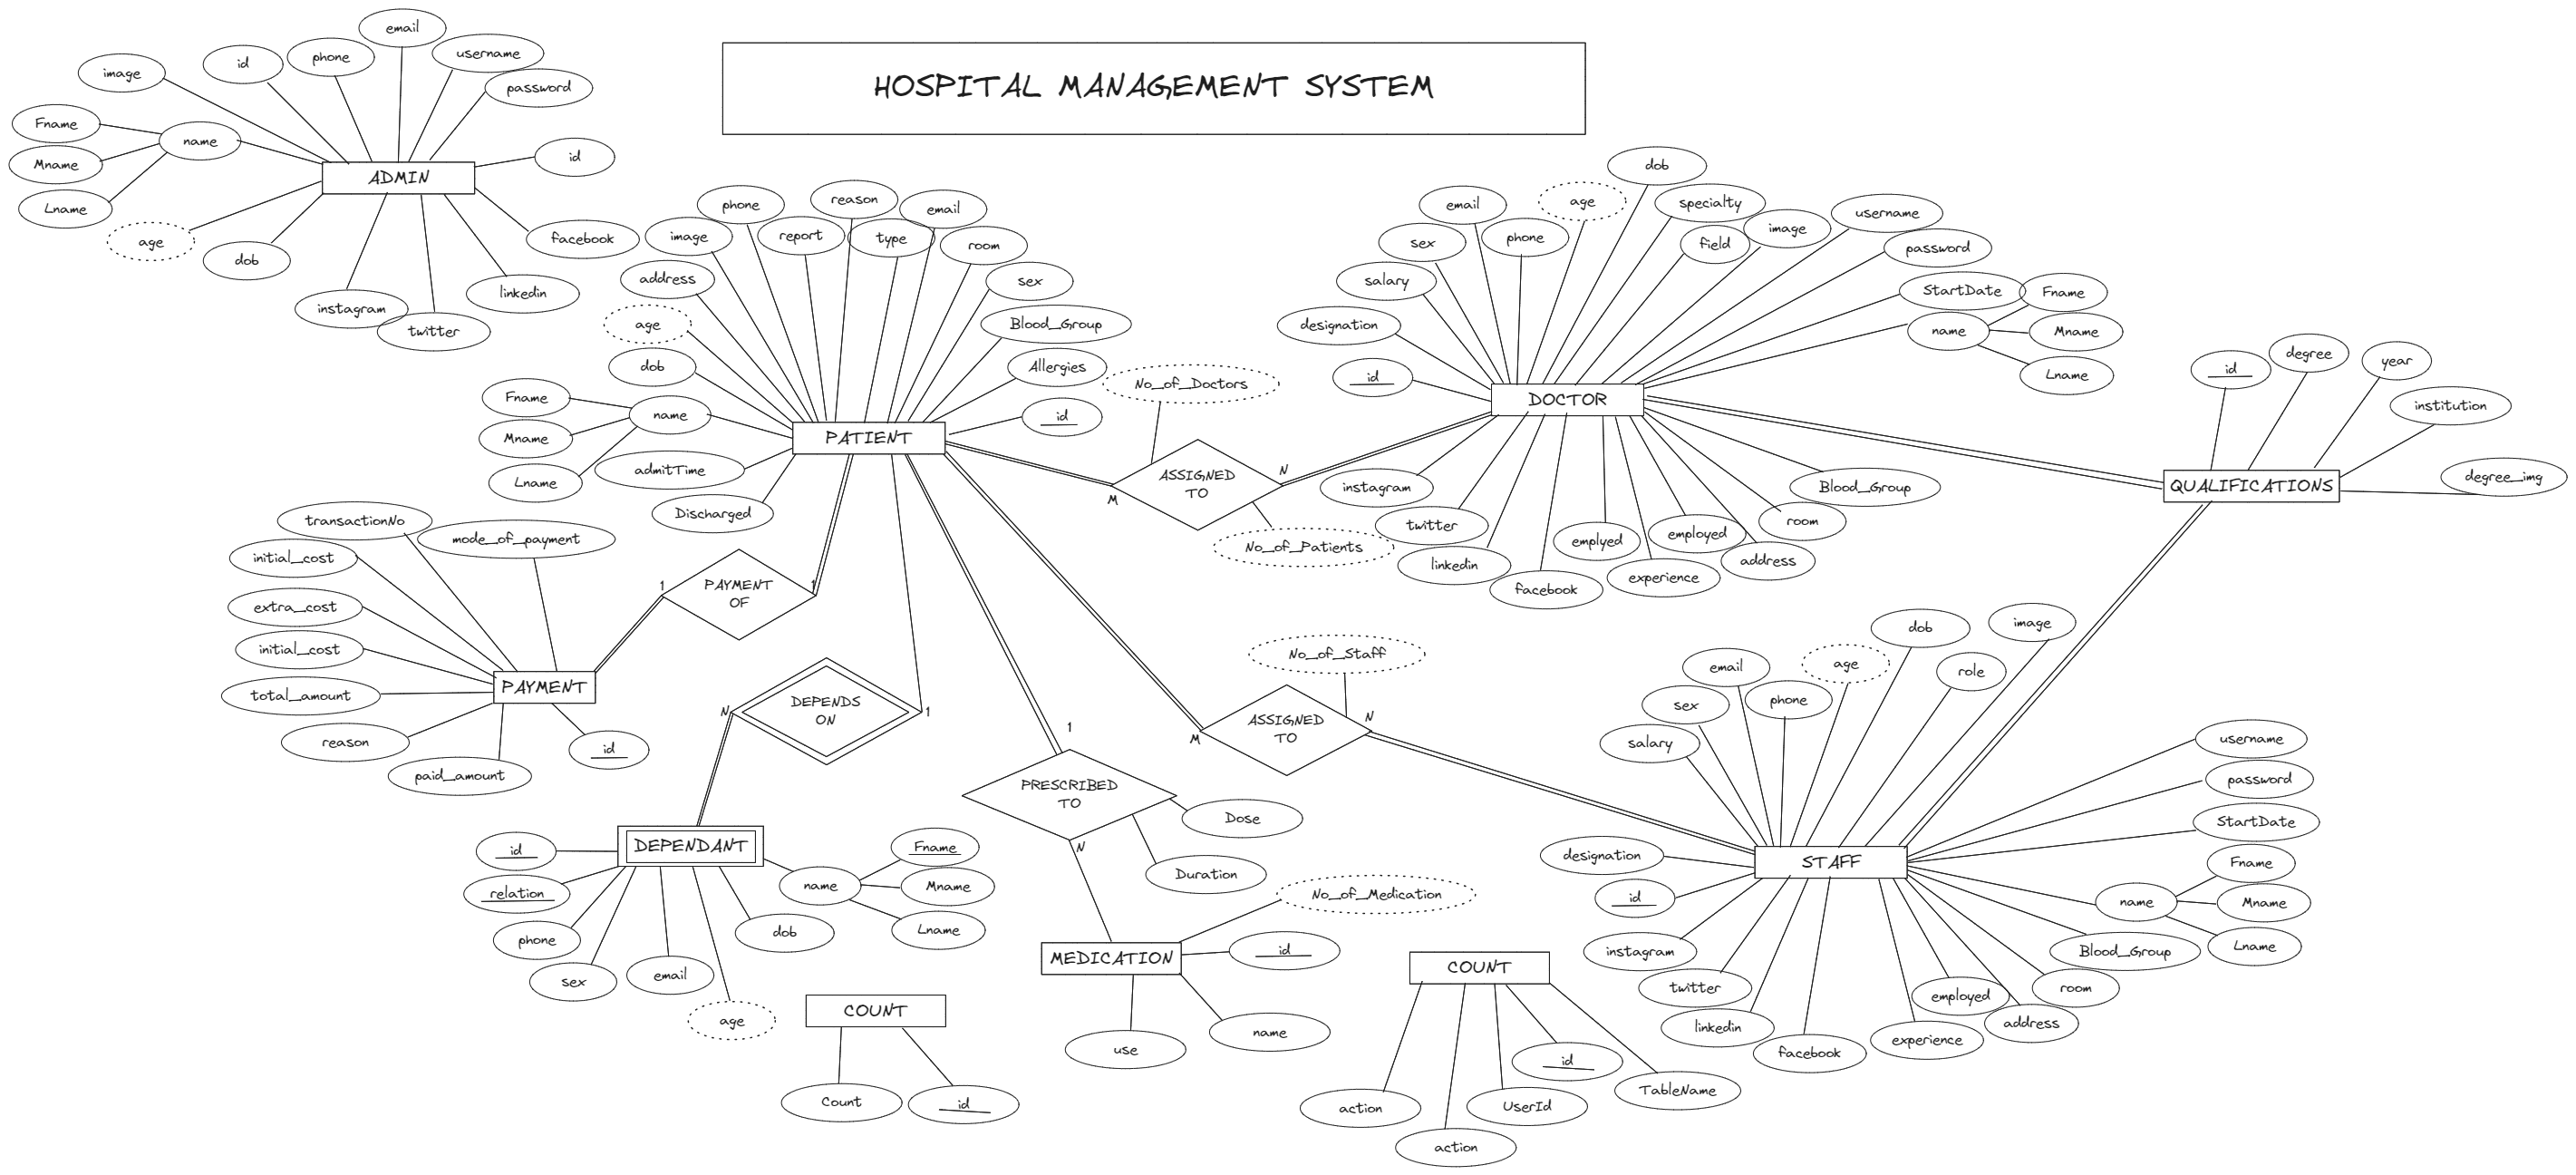 HOSPITAL MANAGEMENT SYSTEM
email
username
phone
id
image
password
Fname
name
Mname
Lname
id
ADMIN
age
dob
facebook
linkedin
instagram
twitter
phone
reason
email
image
report
type
room
address
sex
age
Blood_Group
dob
Allergies
Fname
name
Mname
id
PATIENT
Lname
admitTime
Discharged
No_of_Doctors
ASSIGNED
TO
M
N
No_of_Patients
dob
age
specialty
email
username
sex
phone
field
image
password
salary
StartDate
Fname
designation
name
Mname
Lname
id
DOCTOR
instagram
Blood_Group
twitter
room
emplyed
employed
linkedin
address
experience
facebook
id
degree
year
institution
degree_img
QUALIFICATIONS
transactionNo
mode_of_payment
initial_cost
extra_cost
initial_cost
total_amount
PAYMENT
reason
id
paid_amount
PAYMENT
OF
1
1
DEPENDS
ON
N
1
PRESCRIBED
TO
1
N
Dose
Duration
No_of_Staff
ASSIGNED
TO
M
N
id
DEPENDANT
Fname
relation
name
Mname
phone
dob
Lname
sex
email
age
No_of_Medication
id
MEDICATION
use
name
COUNT
Count
id
COUNT
id
action
UserId
TableName
action
dob
image
email
age
role
sex
phone
salary
username
password
StartDate
designation
STAFF
Fname
id
name
Mname
instagram
Blood_Group
Lname
twitter
employed
room
linkedin
address
experience
facebook